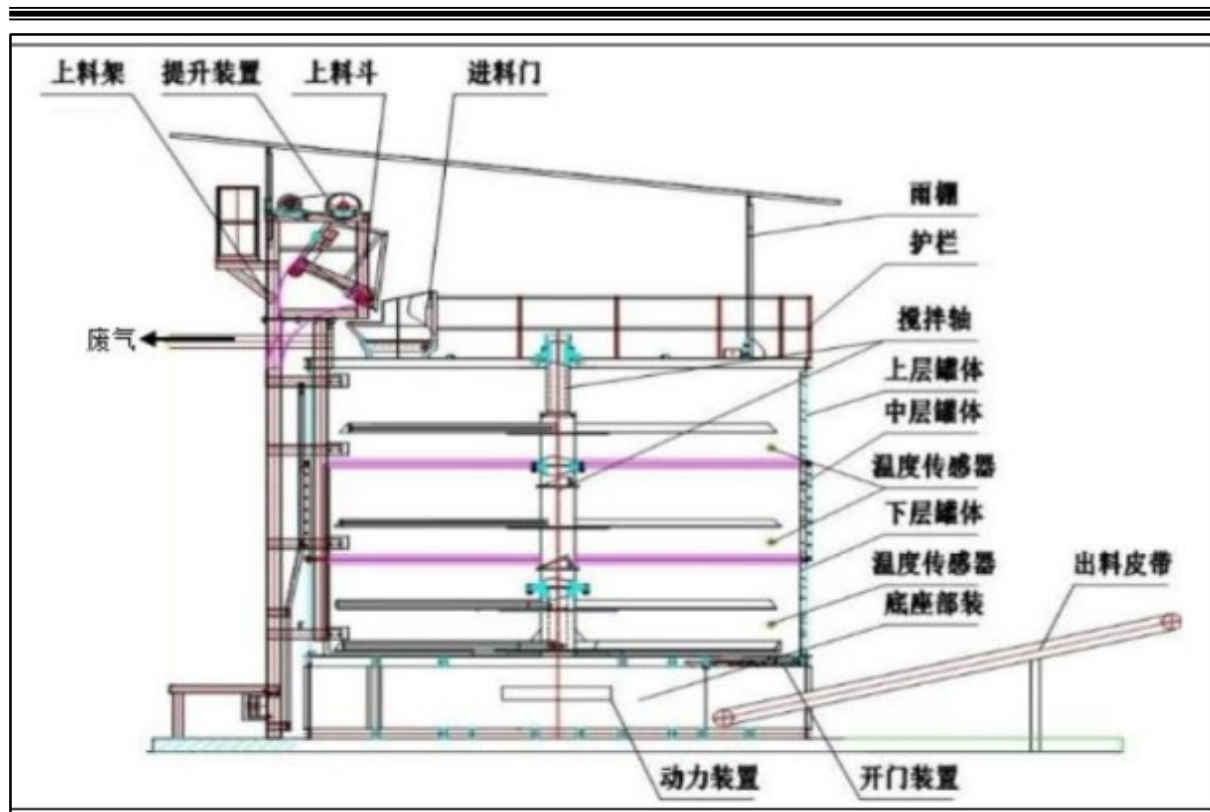 上料架 提升装置 上料斗 进料门
雨棚
护栏
废气
搅拌轴
上层罐体
中层罐体
温度传感器
下层罐体
温度传感器
出料皮带
底座部装
动力装置 开门装置